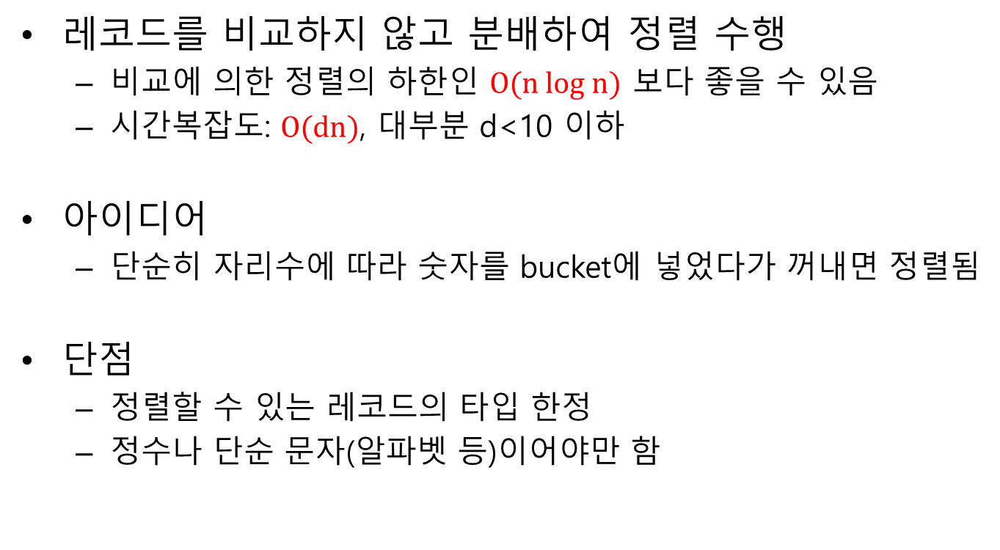 • 레코드를 비교하지 않고 분배하여 정렬 수행
– 비교에 의한 정렬의 하한인 O(n log n) 보다 좋을 수 있음
– 시간복잡도: O(dn), 대부분 d<10 이하
• 아이디어
– 단순히 자리수에 따라 숫자를 bucket에 넣었다가 꺼내면 정렬됨
• 단점
– 정렬할 수 있는 레코드의 타입 한정
– 정수나 단순 문자(알파벳 등)이어야만 함